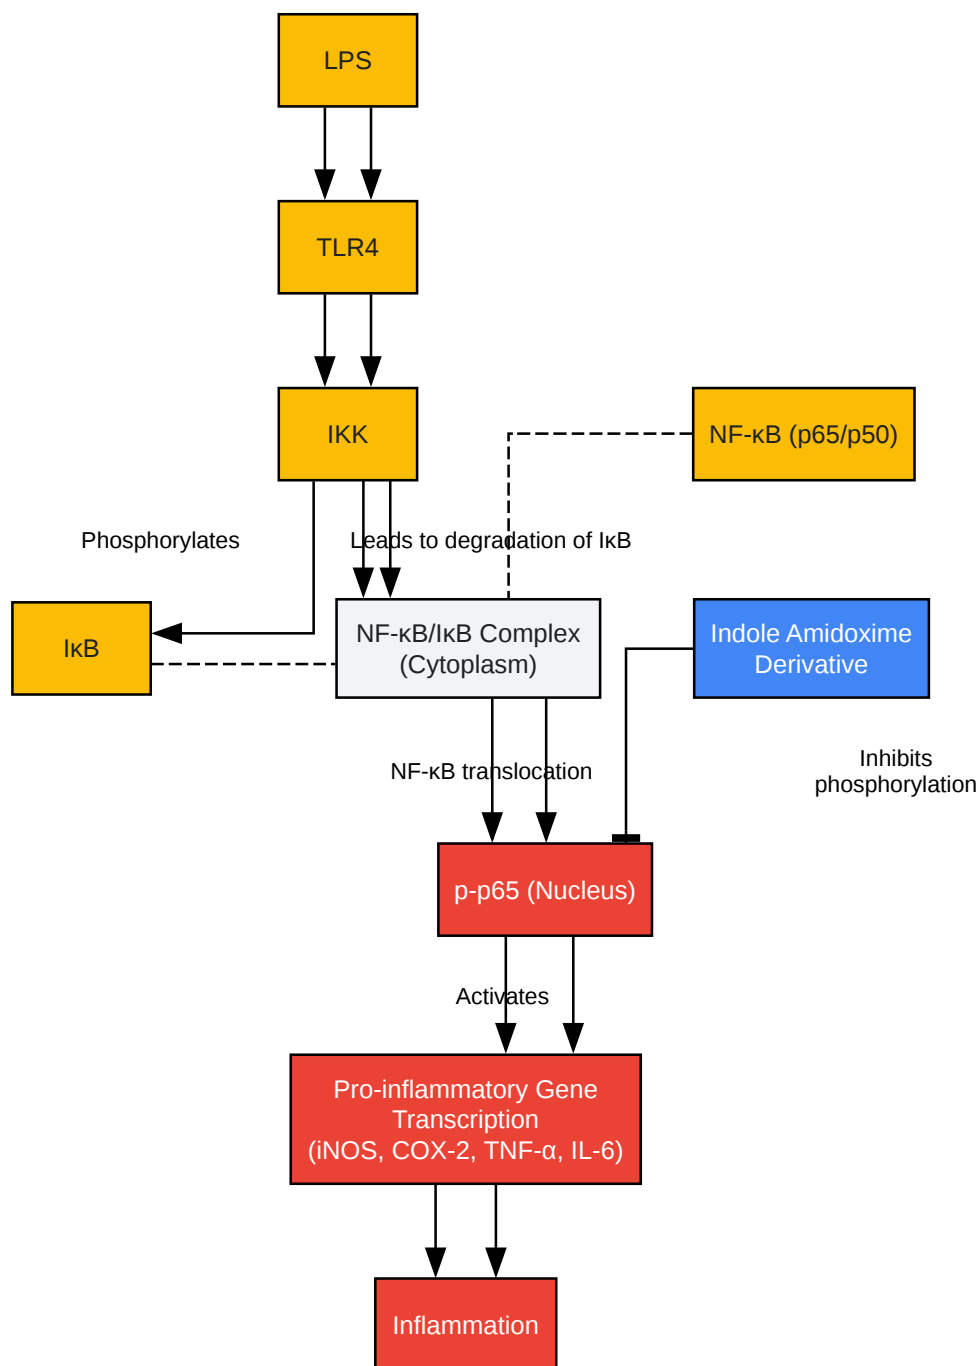 LPS
TLR4
IKK
NF-κB (p65/p50)
Phosphorylates
Leads to degradation of IκB
IκB
NF-κB/IκB Complex
(Cytoplasm)
Indole Amidoxime
Derivative
NF-κB translocation
Inhibits
phosphorylation
p-p65 (Nucleus)
Activates
Pro-inflammatory Gene
Transcription
(iNOS, COX-2, TNF-α, IL-6)
Inflammation